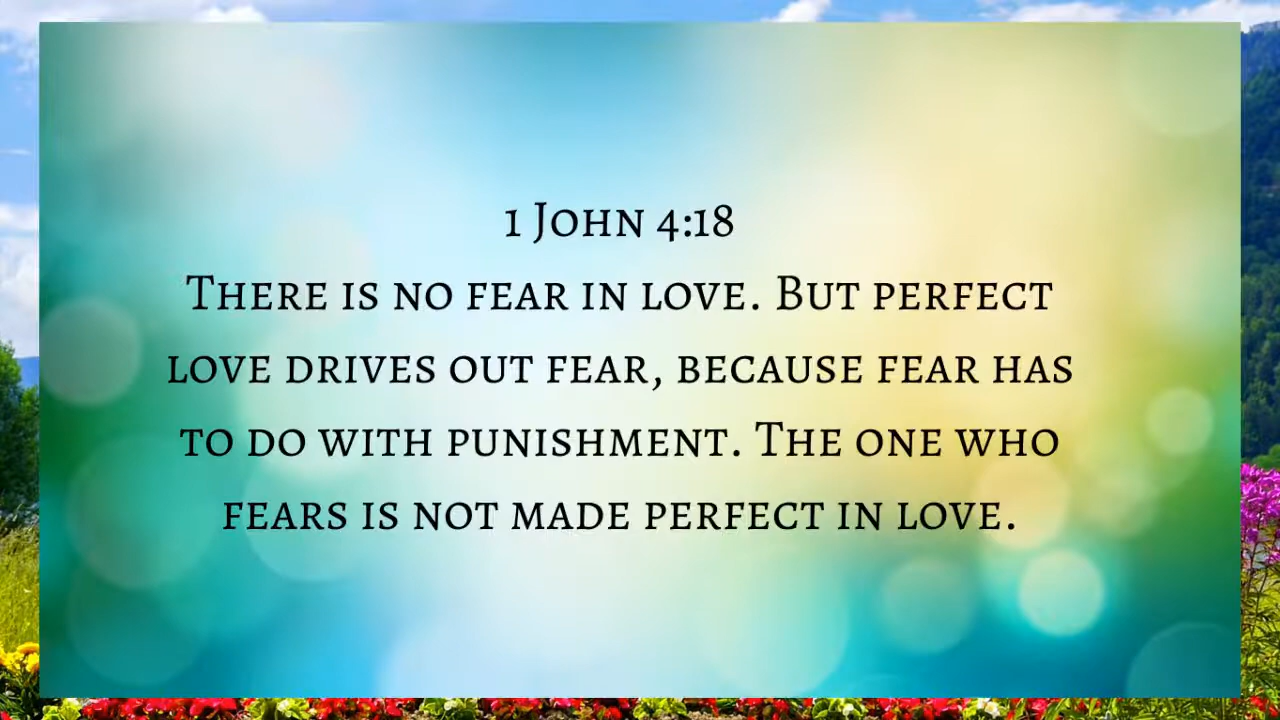 1 John 4:18
There is no fear in love. But perfect
love drives out fear, because fear has
to do with punishment. The one who
fears is not made perfect in love.